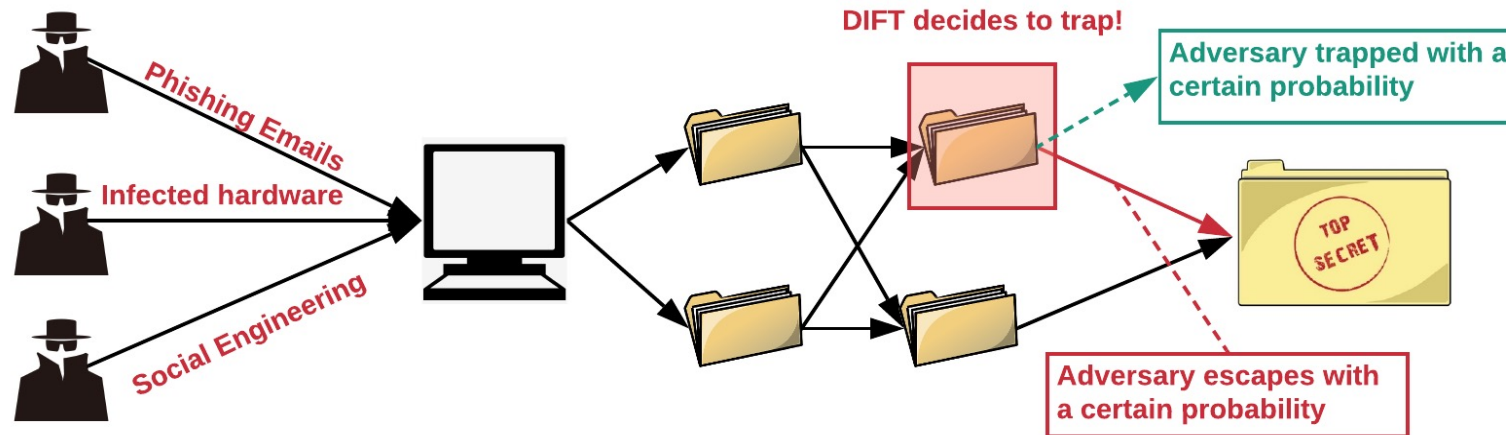 DIFT decides to trap!
Adversary trapped with a
certain probability
Phishing Emails
Infected hardware
Social Engineering
TOP
SECRET
Adversary escapes with
a certain probability